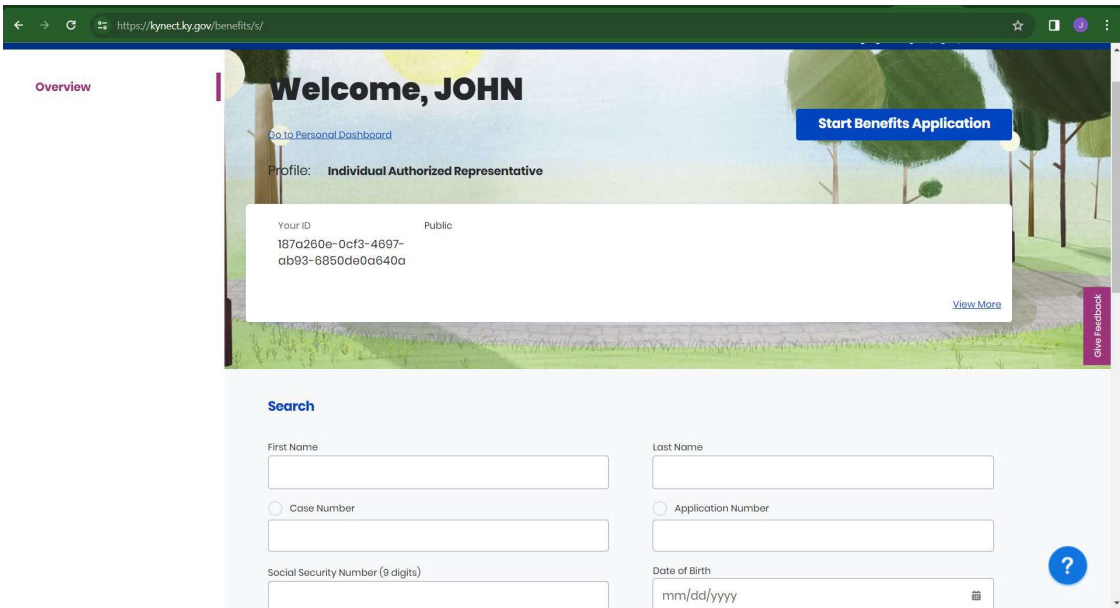 https://kynect.ky.gov/benefits/s/
J
Overview
Welcome, JOHN
Go to Personal Dashboard
Start Benefits Application
Profile: Individual Authorized Representative
Your ID
Public
187a260e-0cf3-4697-
ab93-6850de0a640a
View More
Give Feedback
Search
First Name
Last Name
Case Number
Application Number
Social Security Number (9 digits)
Date of Birth
mm/dd/yyyy
?